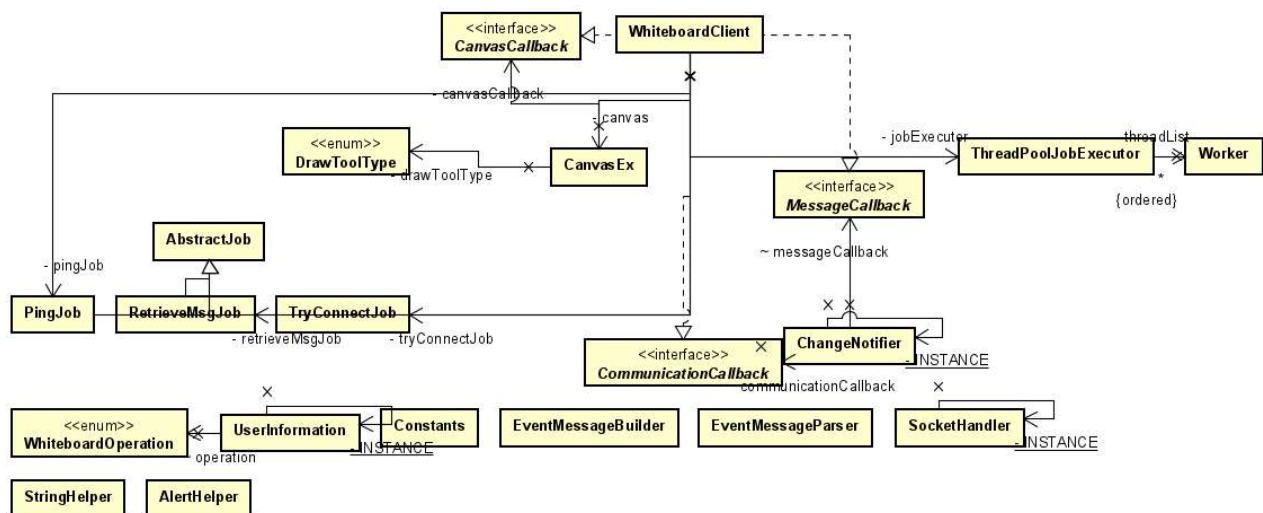 <<interface>>
CanvasCallback
WhiteboardClient
- canvasCallback
- canvas
<<enum>>
DrawToolType
- drawToolType
CanvasEx
- jobExecutor
ThreadPoolJobExecutor
threadList
Worker
*
{ordered}
<<interface>>
MessageCallback
~ messageCallback
AbstractJob
- pingJob
PingJob
RetrieveMsgJob
TryConnectJob
- retrieveMsgJob
- tryConnectJob
<<interface>>
CommunicationCallback
ChangeNotifier
- INSTANCE
communicationCallback
<<enum>>
WhiteboardOperation
- operation
UserInformation
- INSTANCE
Constants
EventMessageBuilder
EventMessageParser
SocketHandler
- INSTANCE
StringHelper
AlertHelper